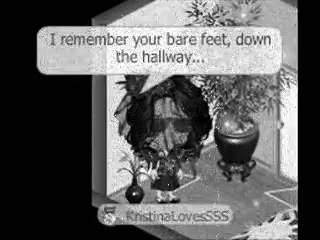 I remember your bare feet, down
the hallway...
KristinaLovesSSS